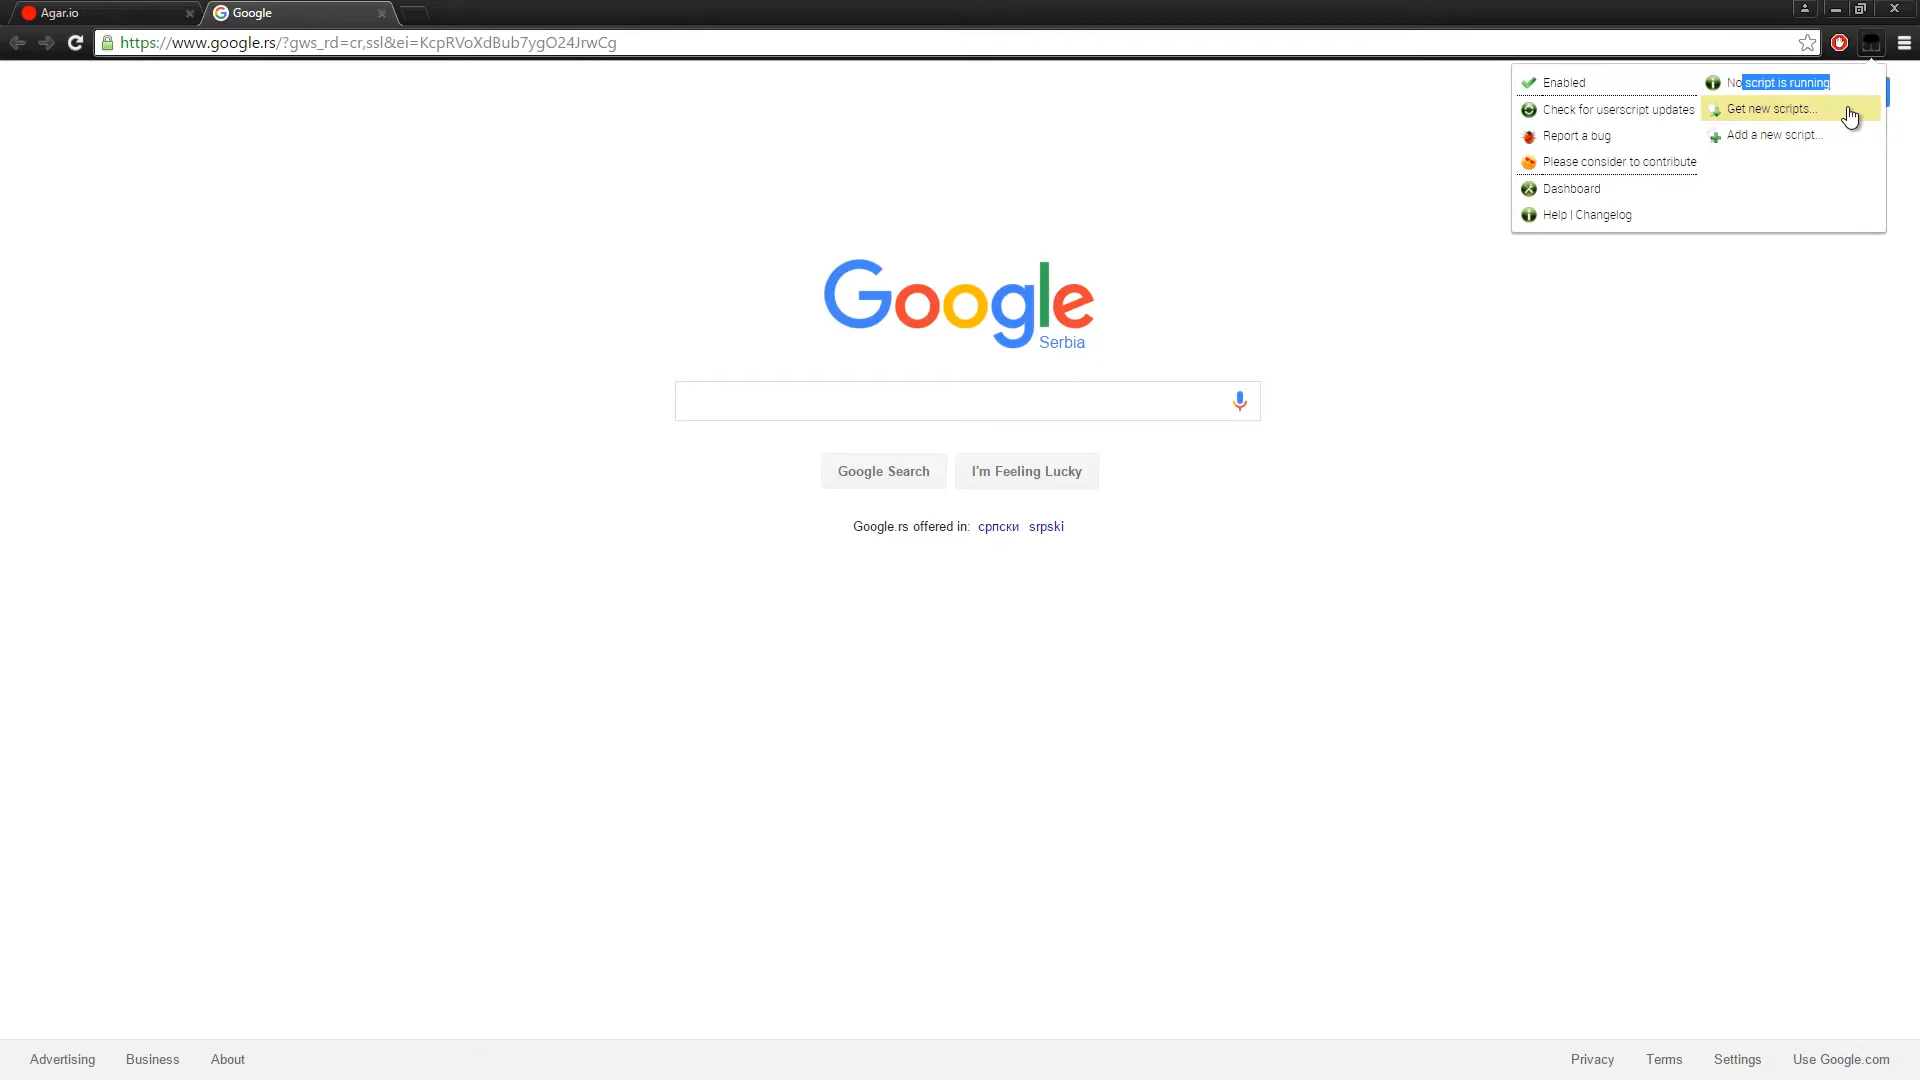 Agar.io
Google
https://www.google.rs/?gws_rd=cr,ssl&ei=KcpRVoXdBub7ygO24JrwCg
Enabled
No script is running
Check for userscript updates
Get new scripts...
Report a bug
Add a new script...
Please consider to contribute
Dashboard
Help | Changelog
Google
Serbia
Google Search
I'm Feeling Lucky
Google.rs offered in: српски srpski
Advertising Business About
Privacy Terms Settings Use Google.com